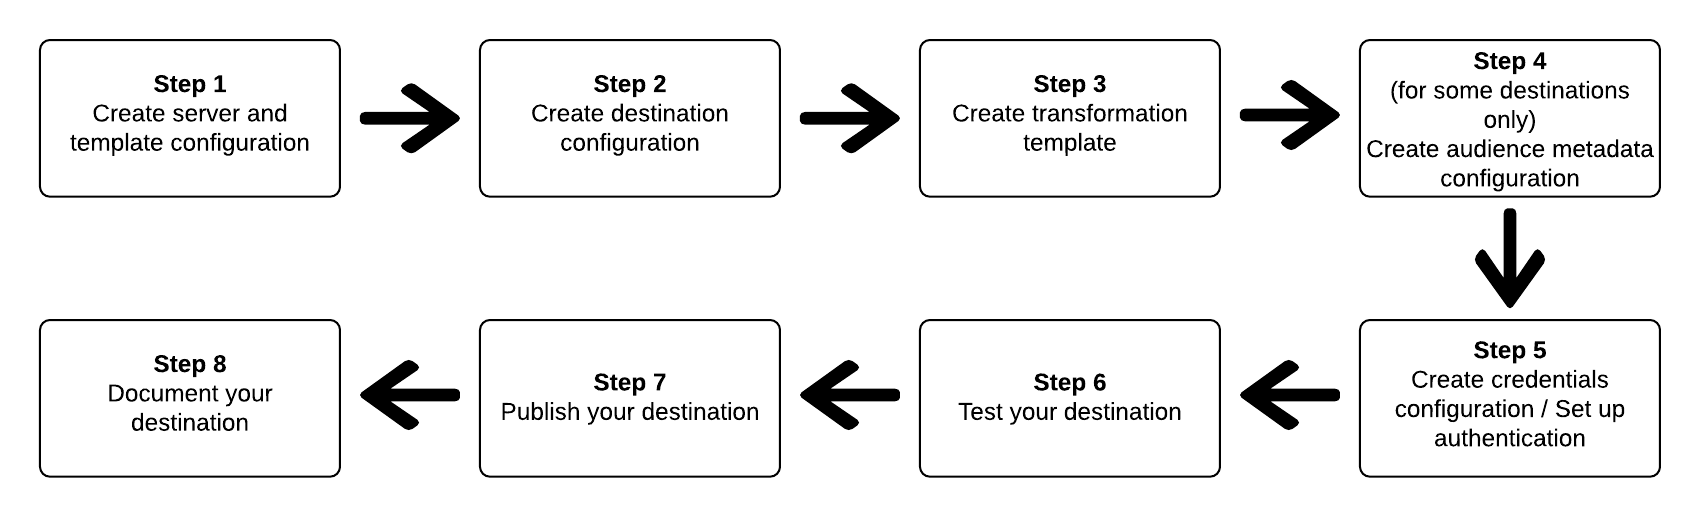 Step 1
Create server and
template configuration
Step 2
Create destination
configuration
Step 3
Create transformation
template
Step 4
(for some destinations
only)
Create audience metadata
configuration
Step 5
Create credentials
configuration / Set up
authentication
Step 6
Test your destination
Step 7
Publish your destination
Step 8
Document your
destination